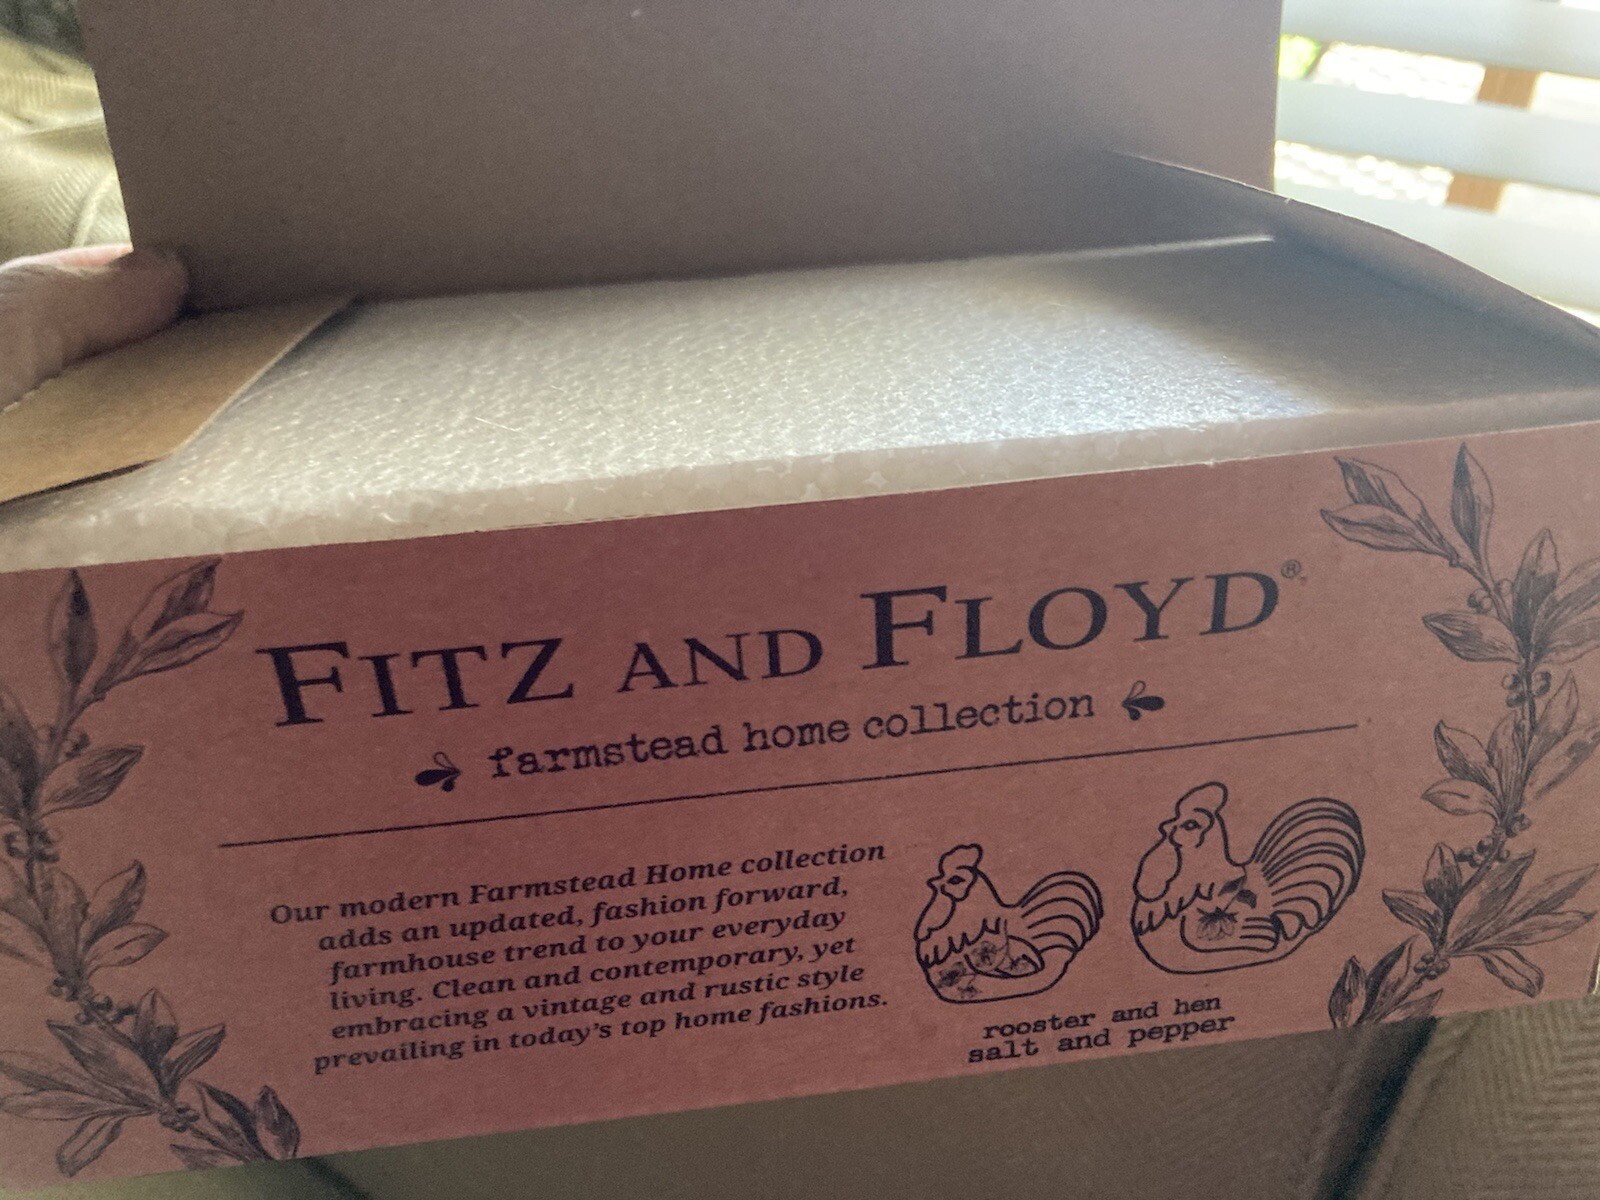 FITZ AND FLOYD®
farmstead home collection
Our modern Farmstead Home collection
adds an updated, fashion forward,
farmhouse trend to your everyday
living. Clean and contemporary, yet
embracing a vintage and rustic style
prevailing in today's top home fashions.
rooster and hen
salt and pepper